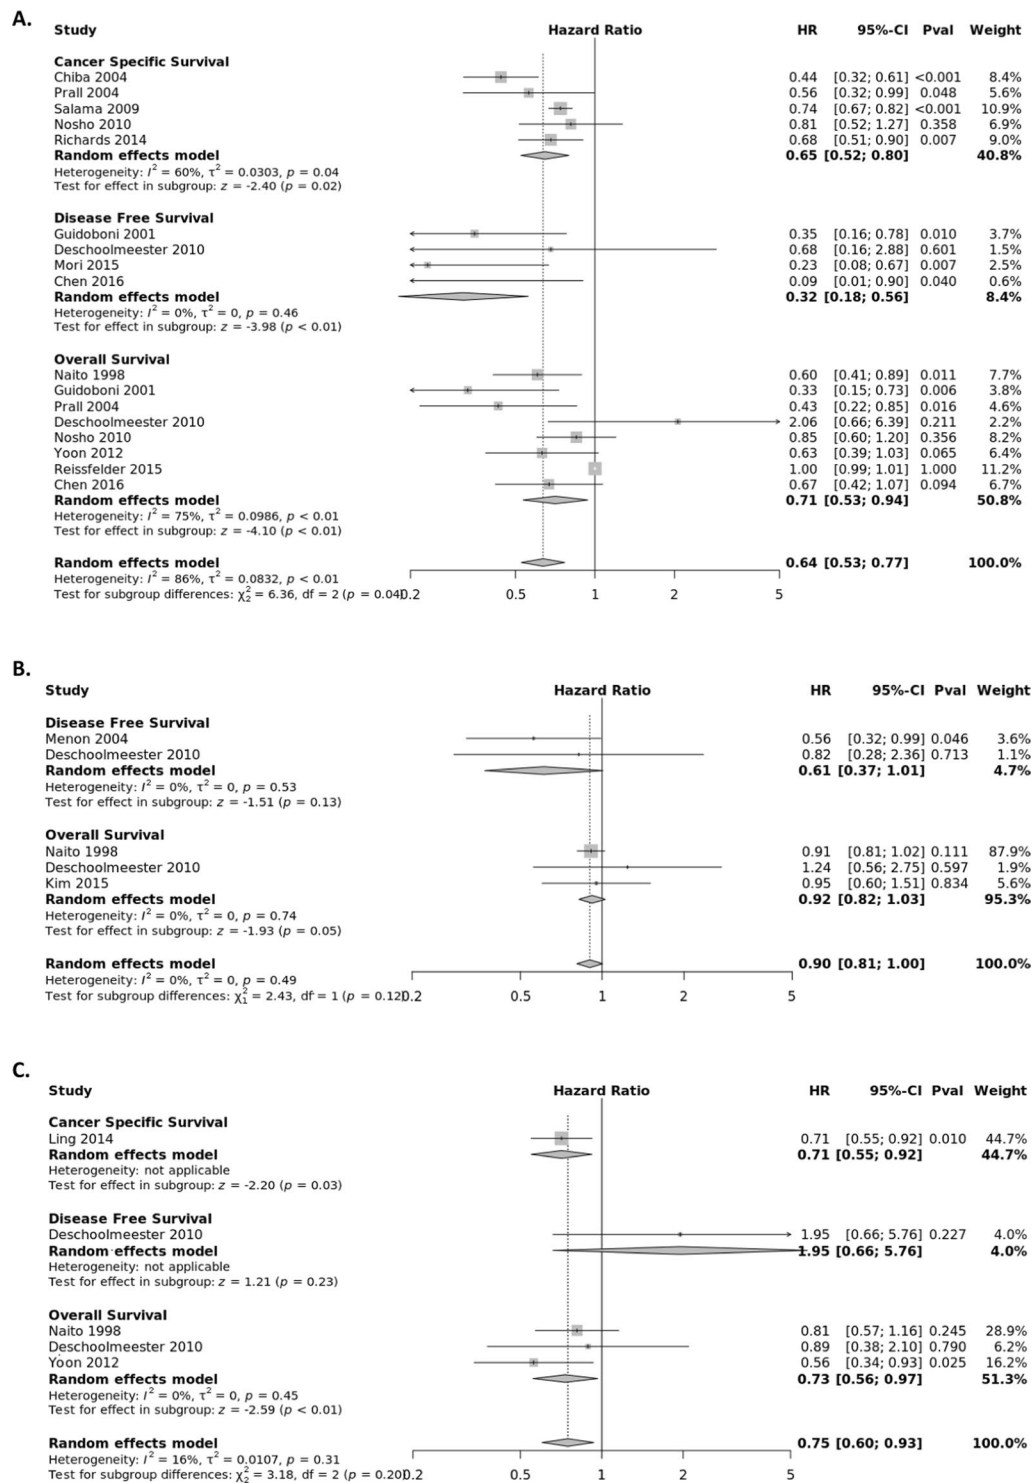 A.
Study Hazard Ratio HR 95%-CI Pval Weight
Cancer Specific Survival
Chiba 2004 0.44 [0.32; 0.61] <0.001 8.4%
Prall 2004 0.56 [0.32; 0.99] 0.048 5.6%
Salama 2009 0.74 [0.67; 0.82] <0.001 10.9%
Nosho 2010 0.81 [0.52; 1.27] 0.358 6.9%
Richards 2014 0.68 [0.51; 0.90] 0.007 9.0%
Random effects model 0.65 [0.52; 0.80] 40.8%
Heterogeneity: I² = 60%, τ² = 0.0303, p = 0.04
Test for effect in subgroup: z = -2.40 (p = 0.02)
Disease Free Survival
Guidoboni 2001 0.35 [0.16; 0.78] 0.010 3.7%
Deschoolmeester 2010 0.68 [0.16; 2.88] 0.601 1.5%
Mori 2015 0.23 [0.08; 0.67] 0.007 2.5%
Chen 2016 0.09 [0.01; 0.90] 0.040 0.6%
Random effects model 0.32 [0.18; 0.56] 8.4%
Heterogeneity: I² = 0%, τ² = 0, p = 0.46
Test for effect in subgroup: z = -3.98 (p < 0.01)
Overall Survival
Naito 1998 0.60 [0.41; 0.89] 0.011 7.7%
Guidoboni 2001 0.33 [0.15; 0.73] 0.006 3.8%
Prall 2004 0.43 [0.22; 0.85] 0.016 4.6%
Deschoolmeester 2010 2.06 [0.66; 6.39] 0.211 2.2%
Nosho 2010 0.85 [0.60; 1.20] 0.356 8.2%
Yoon 2012 0.63 [0.39; 1.03] 0.065 6.4%
Reissfelder 2015 1.00 [0.99; 1.01] 1.000 11.2%
Chen 2016 0.67 [0.42; 1.07] 0.094 6.7%
Random effects model 0.71 [0.53; 0.94] 50.8%
Heterogeneity: I² = 75%, τ² = 0.0986, p < 0.01
Test for effect in subgroup: z = -4.10 (p < 0.01)
Random effects model 0.64 [0.53; 0.77] 100.0%
Heterogeneity: I² = 86%, τ² = 0.0832, p < 0.01
Test for subgroup differences: χ²₂ = 6.36, df = 2 (p = 0.04) 0.2 0.5 1 2 5
B.
Study Hazard Ratio HR 95%-CI Pval Weight
Disease Free Survival
Menon 2004 0.56 [0.32; 0.99] 0.046 3.6%
Deschoolmeester 2010 0.82 [0.28; 2.36] 0.713 1.1%
Random effects model 0.61 [0.37; 1.01] 4.7%
Heterogeneity: I² = 0%, τ² = 0, p = 0.53
Test for effect in subgroup: z = -1.51 (p = 0.13)
Overall Survival
Naito 1998 0.91 [0.81; 1.02] 0.111 87.9%
Deschoolmeester 2010 1.24 [0.56; 2.75] 0.597 1.9%
Kim 2015 0.95 [0.60; 1.51] 0.834 5.6%
Random effects model 0.92 [0.82; 1.03] 95.3%
Heterogeneity: I² = 0%, τ² = 0, p = 0.74
Test for effect in subgroup: z = -1.93 (p = 0.05)
Random effects model 0.90 [0.81; 1.00] 100.0%
Heterogeneity: I² = 0%, τ² = 0, p = 0.49
Test for subgroup differences: χ²₁ = 2.43, df = 1 (p = 0.12) 0.2 0.5 1 2 5
C.
Study Hazard Ratio HR 95%-CI Pval Weight
Cancer Specific Survival
Ling 2014 0.71 [0.55; 0.92] 0.010 44.7%
Random effects model 0.71 [0.55; 0.92] 44.7%
Heterogeneity: not applicable
Test for effect in subgroup: z = -2.20 (p = 0.03)
Disease Free Survival
Deschoolmeester 2010 1.95 [0.66; 5.76] 0.227 4.0%
Random effects model 1.95 [0.66; 5.76] 4.0%
Heterogeneity: not applicable
Test for effect in subgroup: z = 1.21 (p = 0.23)
Overall Survival
Naito 1998 0.81 [0.57; 1.16] 0.245 28.9%
Deschoolmeester 2010 0.89 [0.38; 2.10] 0.790 6.2%
Yoon 2012 0.56 [0.34; 0.93] 0.025 16.2%
Random effects model 0.73 [0.56; 0.97] 51.3%
Heterogeneity: I² = 0%, τ² = 0, p = 0.45
Test for effect in subgroup: z = -2.59 (p < 0.01)
Random effects model 0.75 [0.60; 0.93] 100.0%
Heterogeneity: I² = 16%, τ² = 0.0107, p = 0.31
Test for subgroup differences: χ²₂ = 3.18, df = 2 (p = 0.20) 0.2 0.5 1 2 5